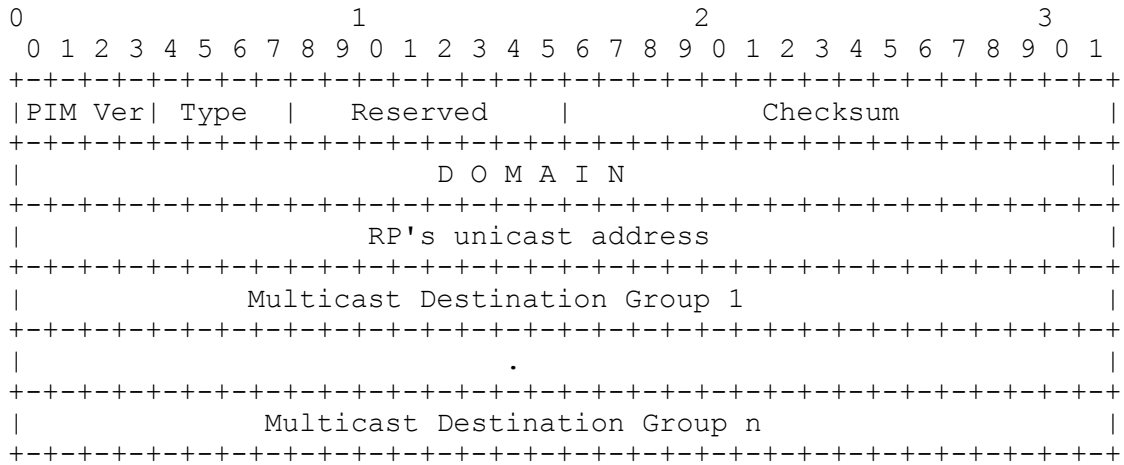 0                   1                   2                   3
 0 1 2 3 4 5 6 7 8 9 0 1 2 3 4 5 6 7 8 9 0 1 2 3 4 5 6 7 8 9 0 1
+-+-+-+-+-+-+-+-+-+-+-+-+-+-+-+-+-+-+-+-+-+-+-+-+-+-+-+-+-+-+-+-+
|PIM Ver| Type  |   Reserved    |           Checksum            |
+-+-+-+-+-+-+-+-+-+-+-+-+-+-+-+-+-+-+-+-+-+-+-+-+-+-+-+-+-+-+-+-+
|                        D O M A I N                            |
+-+-+-+-+-+-+-+-+-+-+-+-+-+-+-+-+-+-+-+-+-+-+-+-+-+-+-+-+-+-+-+-+
|                    RP's unicast address                       |
+-+-+-+-+-+-+-+-+-+-+-+-+-+-+-+-+-+-+-+-+-+-+-+-+-+-+-+-+-+-+-+-+
|             Multicast Destination Group 1                     |
+-+-+-+-+-+-+-+-+-+-+-+-+-+-+-+-+-+-+-+-+-+-+-+-+-+-+-+-+-+-+-+-+
|                            .                                  |
+-+-+-+-+-+-+-+-+-+-+-+-+-+-+-+-+-+-+-+-+-+-+-+-+-+-+-+-+-+-+-+-+
|              Multicast Destination Group n                    |
+-+-+-+-+-+-+-+-+-+-+-+-+-+-+-+-+-+-+-+-+-+-+-+-+-+-+-+-+-+-+-+-+